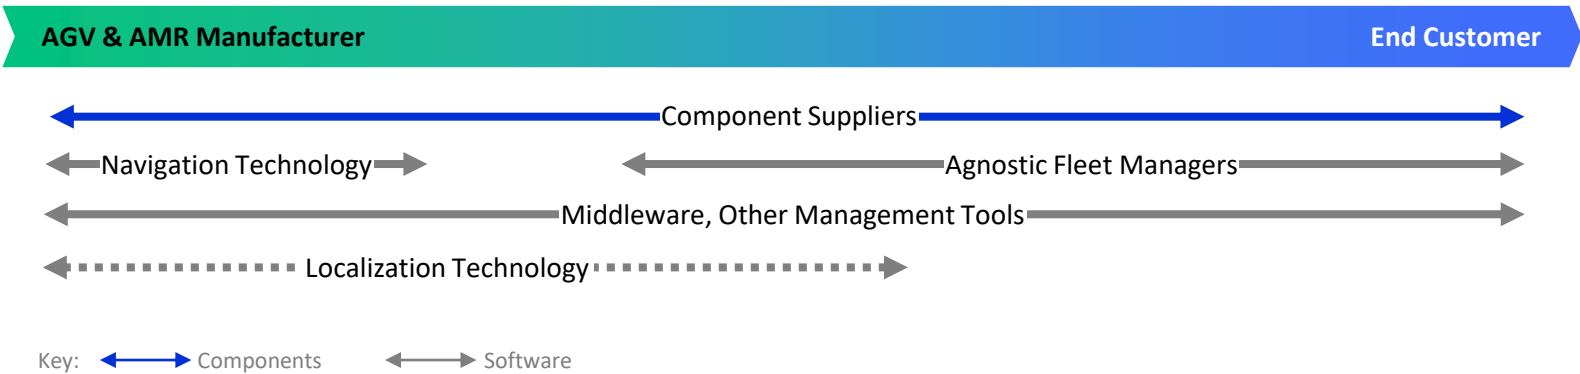 AGV & AMR Manufacturer End Customer
Component Suppliers
Navigation Technology Agnostic Fleet Managers
Middleware, Other Management Tools
Localization Technology
Key: Components Software